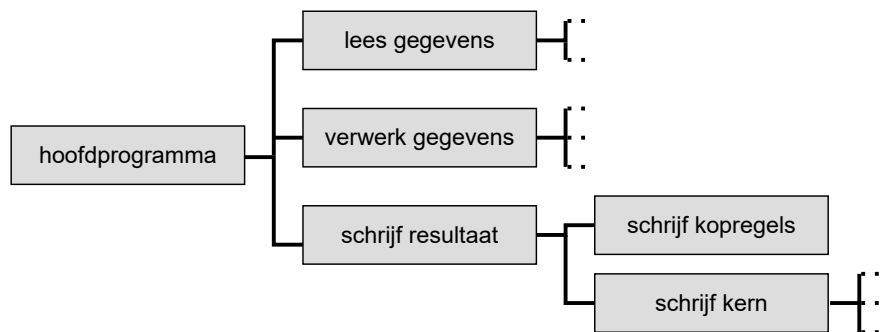 lees gegevens
verwerk gegevens
hoofdprogramma
schrijf resultaat
schrijf kopregels
schrijf kern